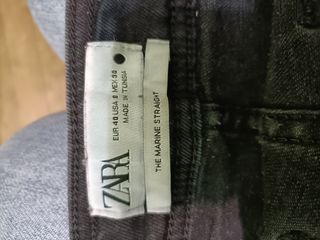 ZARA
EUR 40 USA 8 MEX 30
MADE IN TUNISIA
THE MARINE STRAIGHT